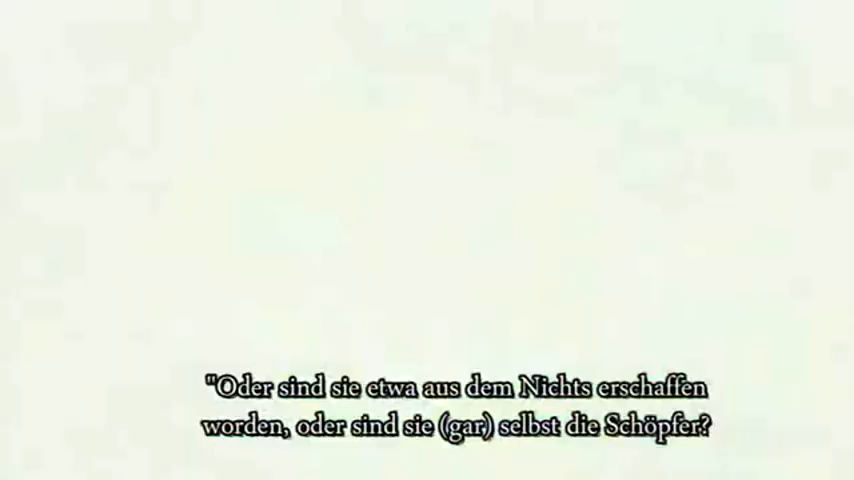 "Oder sind sie etwa aus dem Nichts erschaffen
worden, oder sind sie (gar) selbst die Schöpfer?